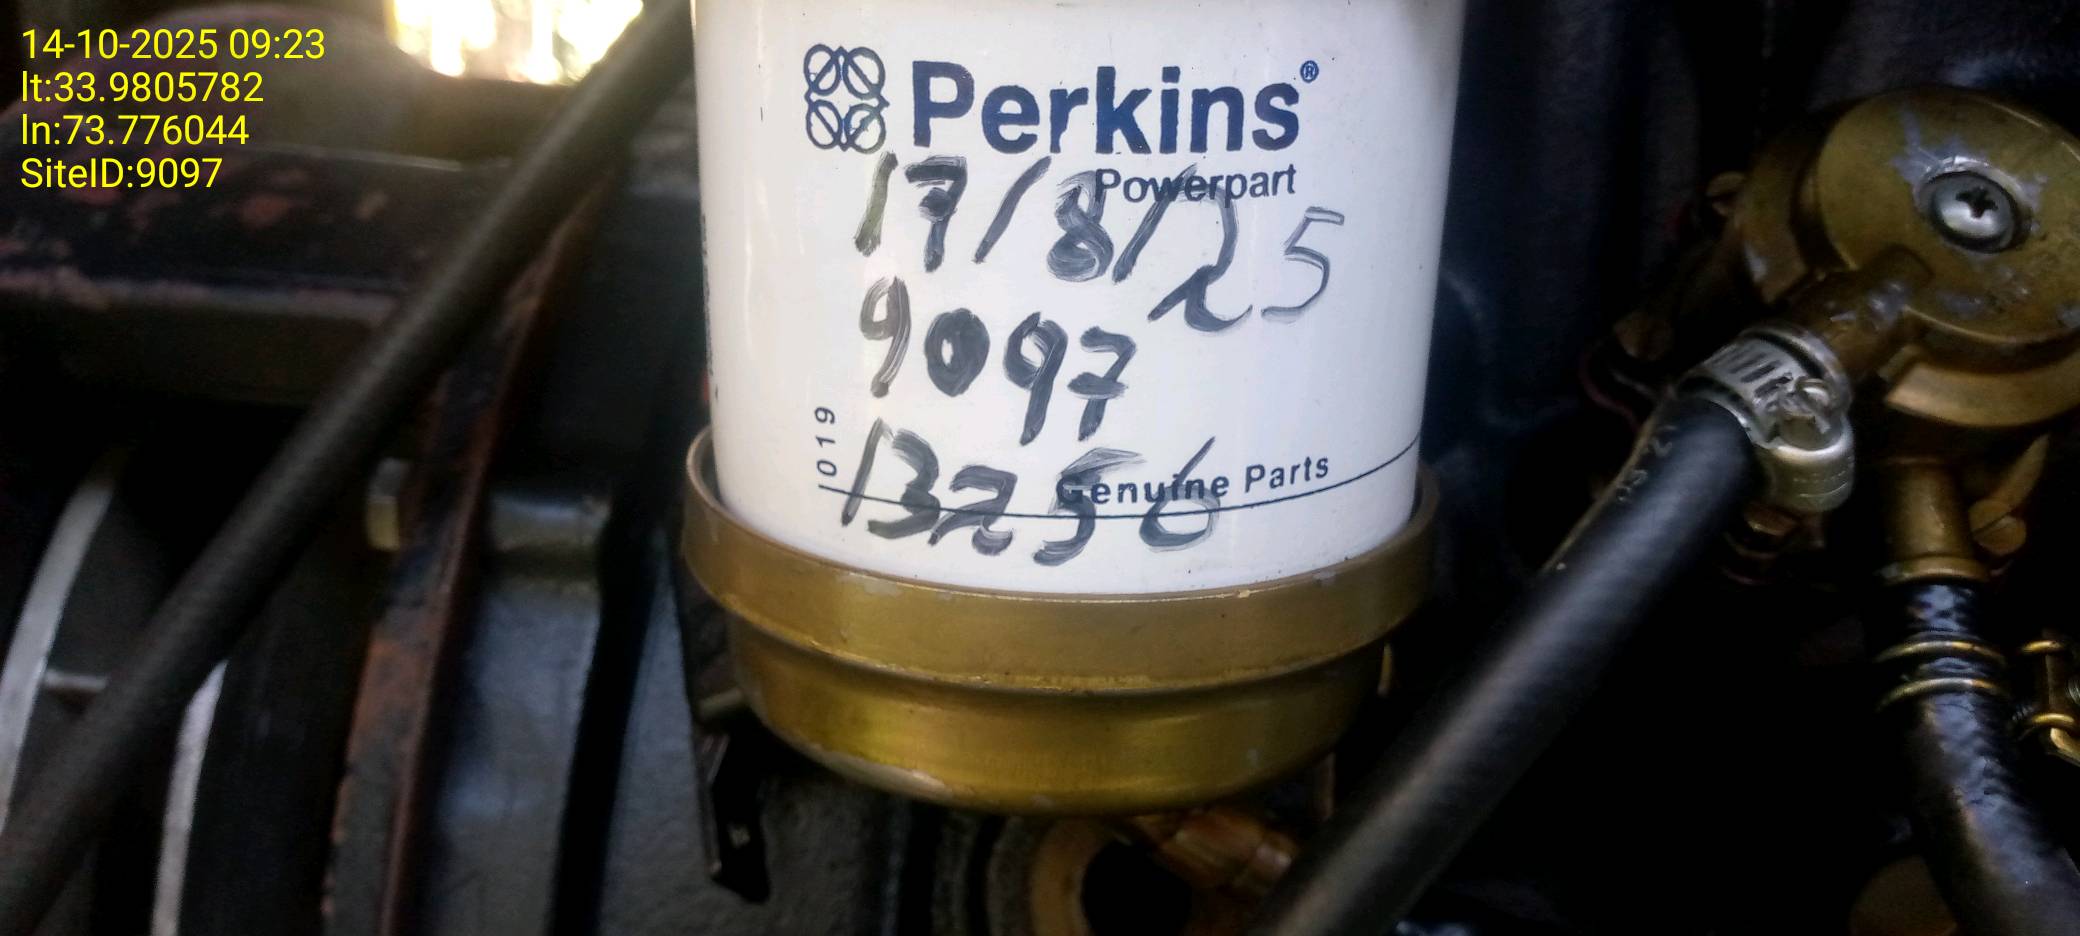 14-10-2025 09:23
lt:33.9805782
ln:73.776044
SiteID:9097
Perkins®
Powerpart
17/8/25
9097
13256
1019
Genuine Parts